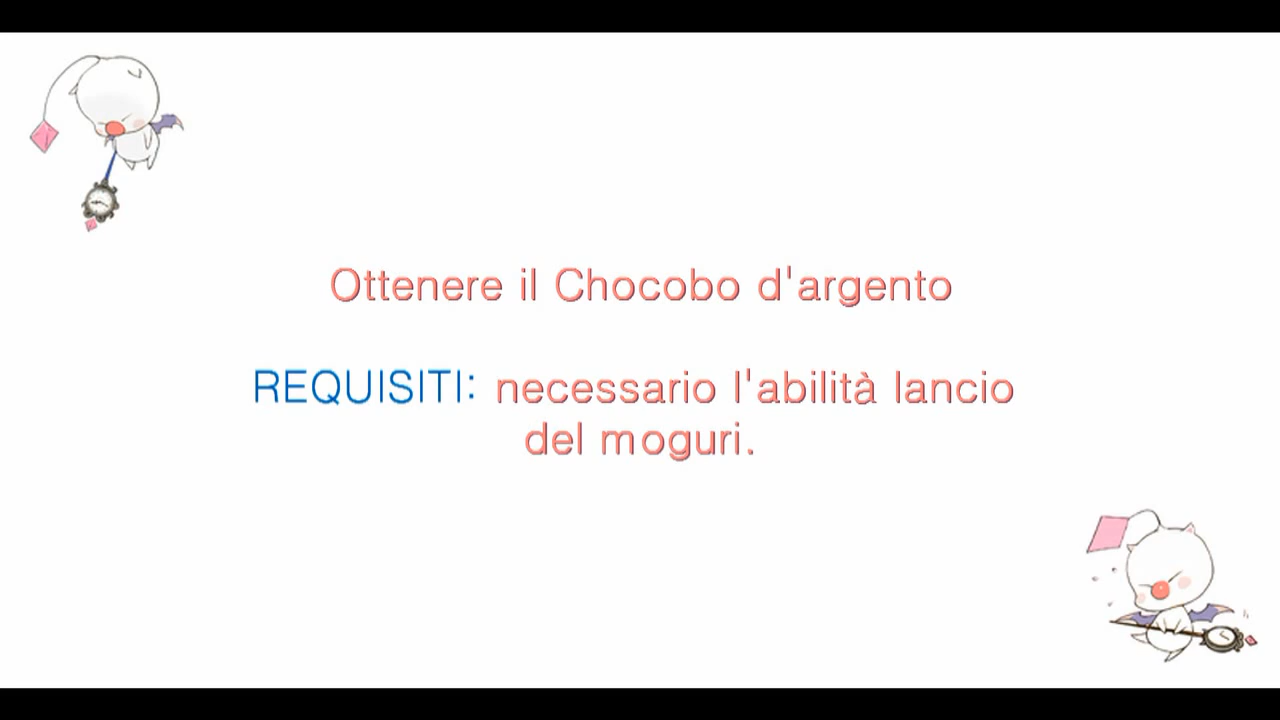 Ottenere il Chocobo d'argento
REQUISITI: necessario l'abilità lancio
del moguri.